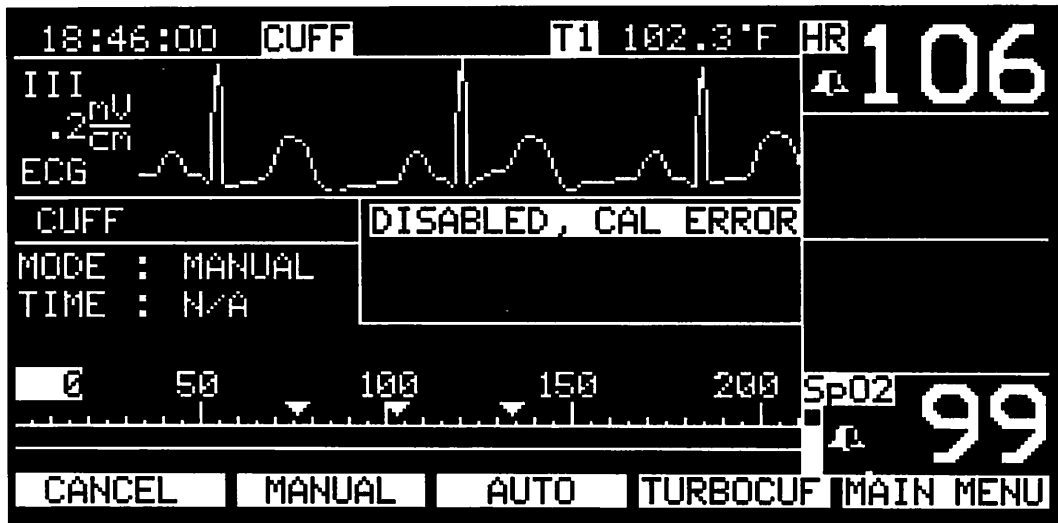 18:46:00 CUFF T1 102.3°F HR 106
III
.2 mV/cm
ECG
CUFF DISABLED, CAL ERROR
MODE : MANUAL
TIME : N/A
0 50 100 150 200 SpO2 99
CANCEL MANUAL AUTO TURBOCUF MAIN MENU